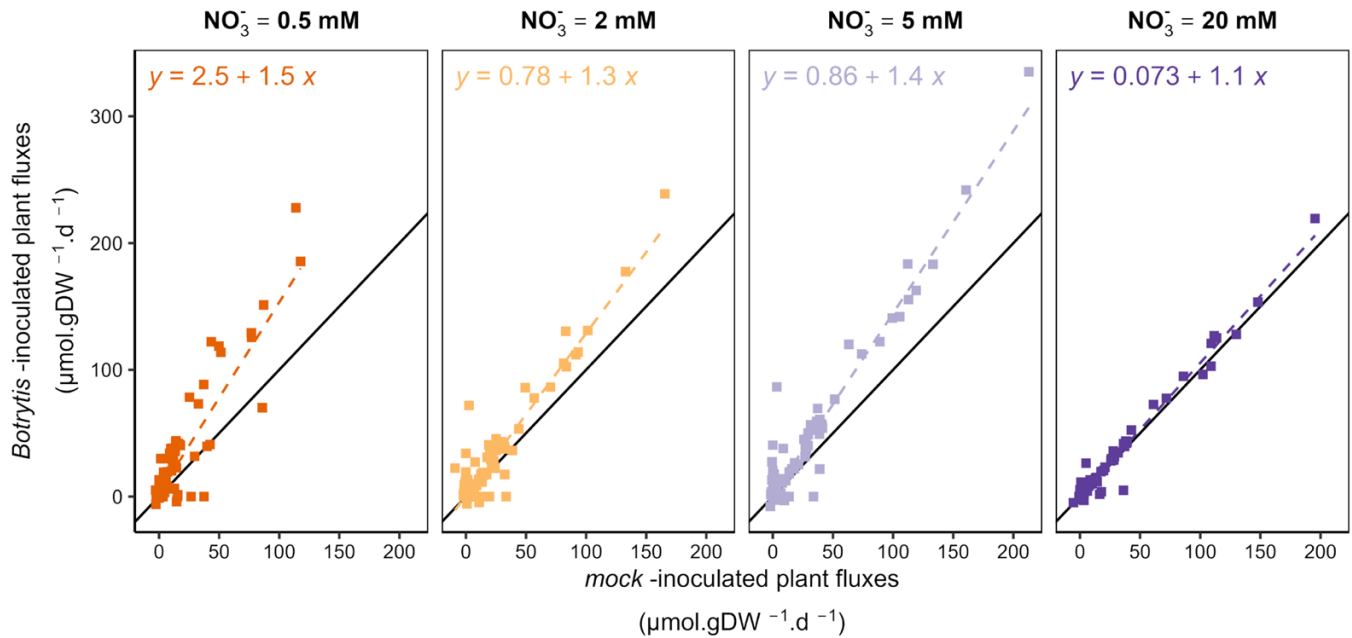 NO₃⁻ = 0.5 mM
NO₃⁻ = 2 mM
NO₃⁻ = 5 mM
NO₃⁻ = 20 mM
y = 2.5 + 1.5 x
y = 0.78 + 1.3 x
y = 0.86 + 1.4 x
y = 0.073 + 1.1 x
Botrytis -inoculated plant fluxes
(µmol.gDW ⁻¹.d ⁻¹)
300
200
100
0
0 50 100 150 200
0 50 100 150 200
0 50 100 150 200
0 50 100 150 200
mock -inoculated plant fluxes
(µmol.gDW ⁻¹.d ⁻¹)